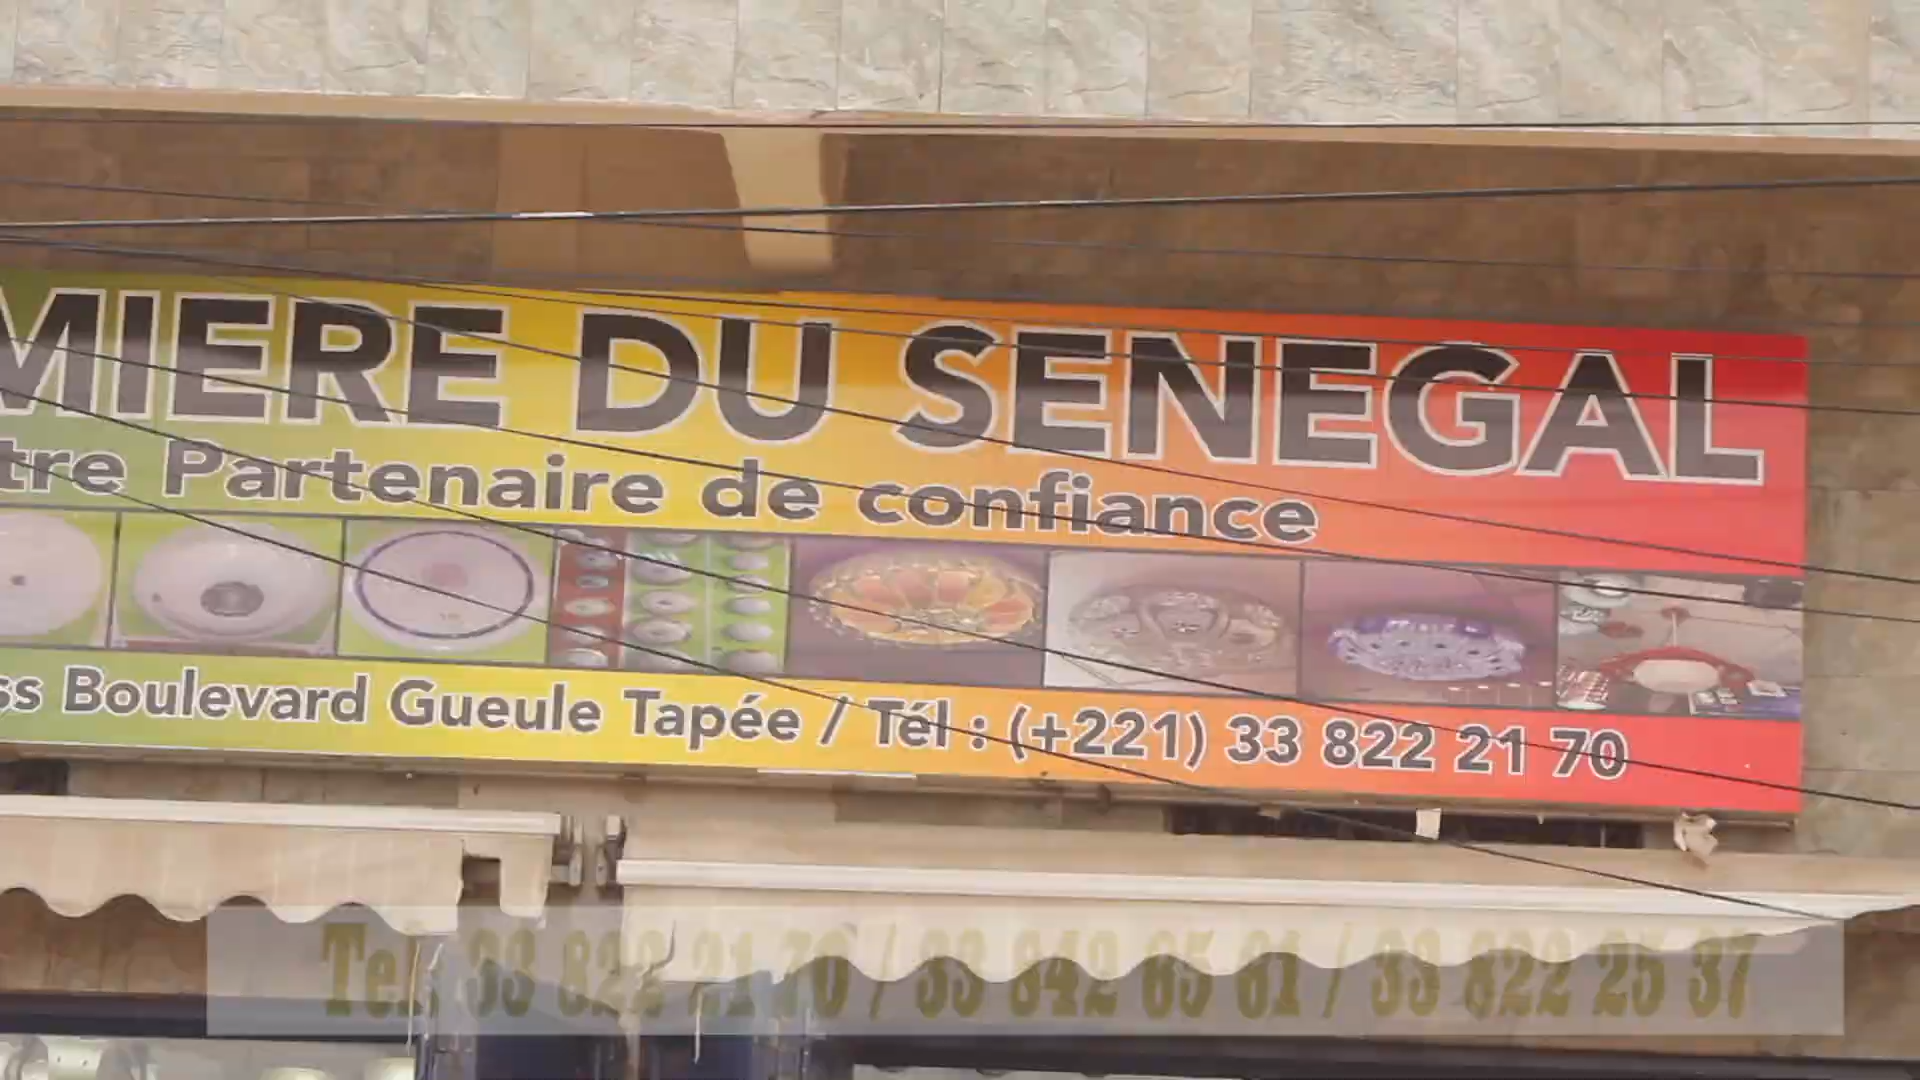 MIERE DU SENEGAL
tre Partenaire de confiance
ss Boulevard Gueule Tapée / Tél : (+221) 33 822 21 70
Tel: 33 822 21 70 / 33 842 65 61 / 33 822 25 37